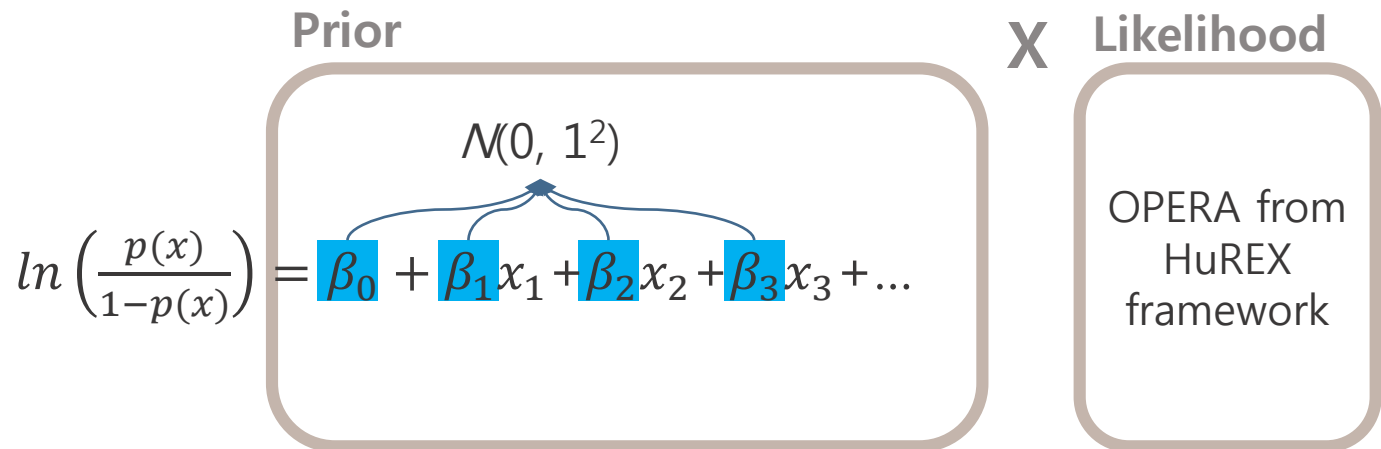 Prior X Likelihood
N(0, 1²)
ln(p(x)/1−p(x)) = β₀ + β₁x₁+β₂x₂+β₃x₃+...
OPERA from
HuREX
framework